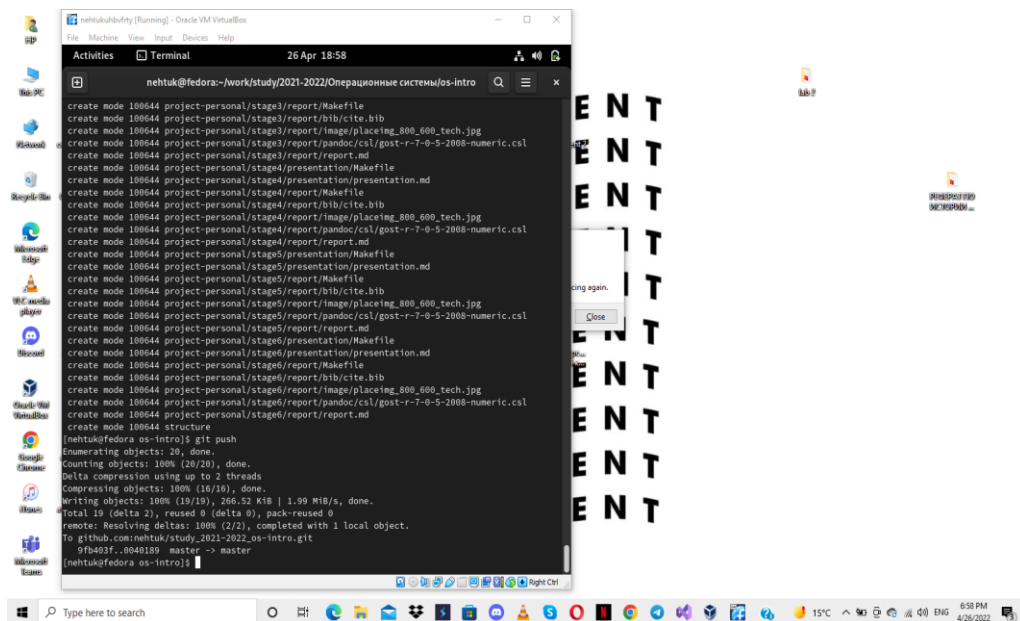 nehtukuhbvfrty [Running] - Oracle VM VirtualBox
File Machine View Input Devices Help
Activities Terminal 26 Apr 18:58
nehtuk@fedora:~/work/study/2021-2022/Операционные системы/os-intro
create mode 100644 project-personal/stage3/report/Makefile
create mode 100644 project-personal/stage3/report/bib/cite.bib
create mode 100644 project-personal/stage3/report/image/placeimg_800_600_tech.jpg
create mode 100644 project-personal/stage3/report/pandoc/csl/gost-r-7-0-5-2008-numeric.csl
create mode 100644 project-personal/stage3/report/report.md
create mode 100644 project-personal/stage4/presentation/Makefile
create mode 100644 project-personal/stage4/presentation/presentation.md
create mode 100644 project-personal/stage4/report/Makefile
create mode 100644 project-personal/stage4/report/bib/cite.bib
create mode 100644 project-personal/stage4/report/image/placeimg_800_600_tech.jpg
create mode 100644 project-personal/stage4/report/pandoc/csl/gost-r-7-0-5-2008-numeric.csl
create mode 100644 project-personal/stage4/report/report.md
create mode 100644 project-personal/stage5/presentation/Makefile
create mode 100644 project-personal/stage5/presentation/presentation.md
create mode 100644 project-personal/stage5/report/Makefile
create mode 100644 project-personal/stage5/report/bib/cite.bib
create mode 100644 project-personal/stage5/report/image/placeimg_800_600_tech.jpg
create mode 100644 project-personal/stage5/report/pandoc/csl/gost-r-7-0-5-2008-numeric.csl
create mode 100644 project-personal/stage5/report/report.md
create mode 100644 project-personal/stage6/presentation/Makefile
create mode 100644 project-personal/stage6/presentation/presentation.md
create mode 100644 project-personal/stage6/report/Makefile
create mode 100644 project-personal/stage6/report/bib/cite.bib
create mode 100644 project-personal/stage6/report/image/placeimg_800_600_tech.jpg
create mode 100644 project-personal/stage6/report/pandoc/csl/gost-r-7-0-5-2008-numeric.csl
create mode 100644 project-personal/stage6/report/report.md
create mode 100644 structure
[nehtuk@fedora os-intro]$ git push
Enumerating objects: 20, done.
Counting objects: 100% (20/20), done.
Delta compression using up to 2 threads
Compressing objects: 100% (16/16), done.
Writing objects: 100% (19/19), 266.52 KiB | 1.99 MiB/s, done.
Total 19 (delta 2), reused 0 (delta 0), pack-reused 0
remote: Resolving deltas: 100% (2/2), completed with 1 local object.
To github.com:nehtuk/study_2021-2022_os-intro.git
9fb403f..0040189 master -> master
[nehtuk@fedora os-intro]$
Right Ctrl
HP
This PC
Network
Recycle Bin
Microsoft
Edge
VLC media
player
Discord
Oracle VM
VirtualBox
Google
Chrome
iTunes
Microsoft
Teams
ENT
ENT
ENT
T
T
ENT
ENT
ENT
ENT
ENT
cing again.
Close
lab 2
Type here to search
15°C
ENG
6:58 PM
4/26/2022